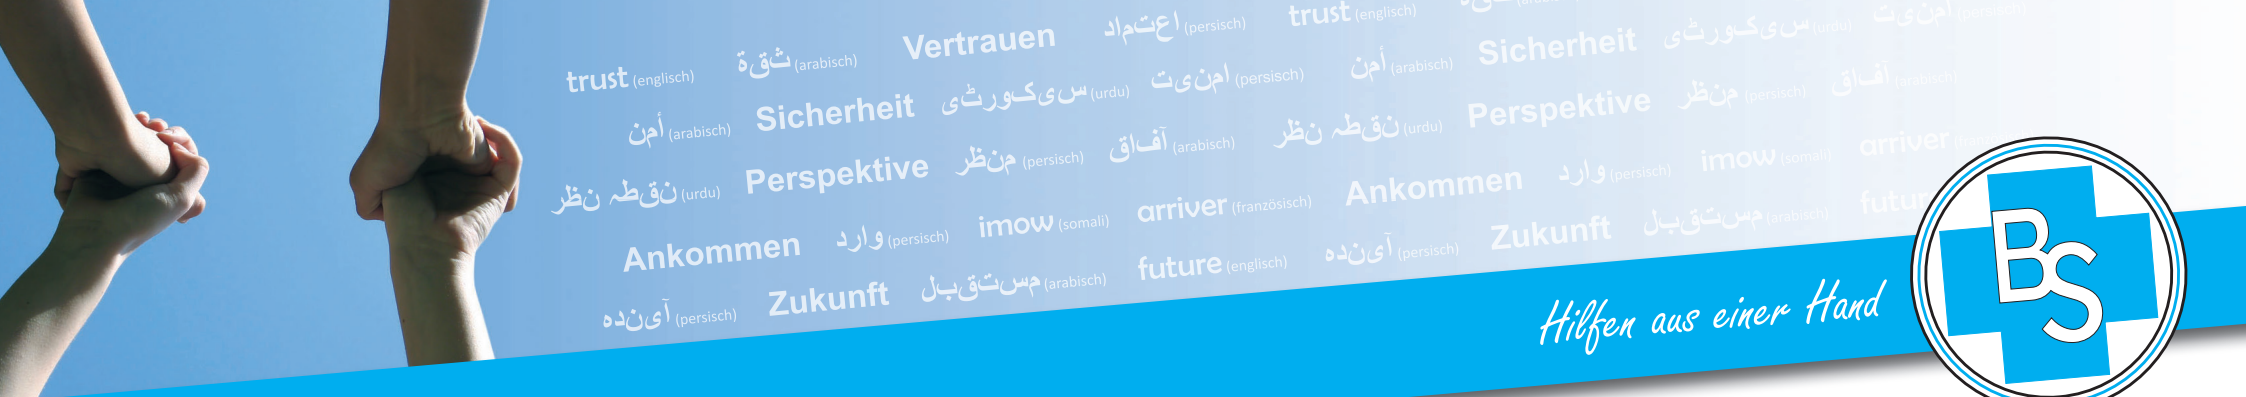 trust (englisch) ثقة (arabisch) Vertrauen اعتماد (persisch) trust (englisch)
أمن (arabisch) Sicherheit سیکورٹی (urdu) امنیت (persisch) أمن (arabisch) Sicherheit سیکورٹی (urdu) امنیت (persisch)
نقطہ نظر (urdu) Perspektive منظر (persisch) آفاق (arabisch) نقطہ نظر (urdu) Perspektive منظر (persisch) آفاق (arabisch)
Ankommen وارد (persisch) imow (somali) arriver (französisch) Ankommen وارد (persisch) imow (somali) arriver
آینده (persisch) Zukunft مستقبل (arabisch) future (englisch) آینده (persisch) Zukunft مستقبل (arabisch)
Hilfen aus einer Hand
BS